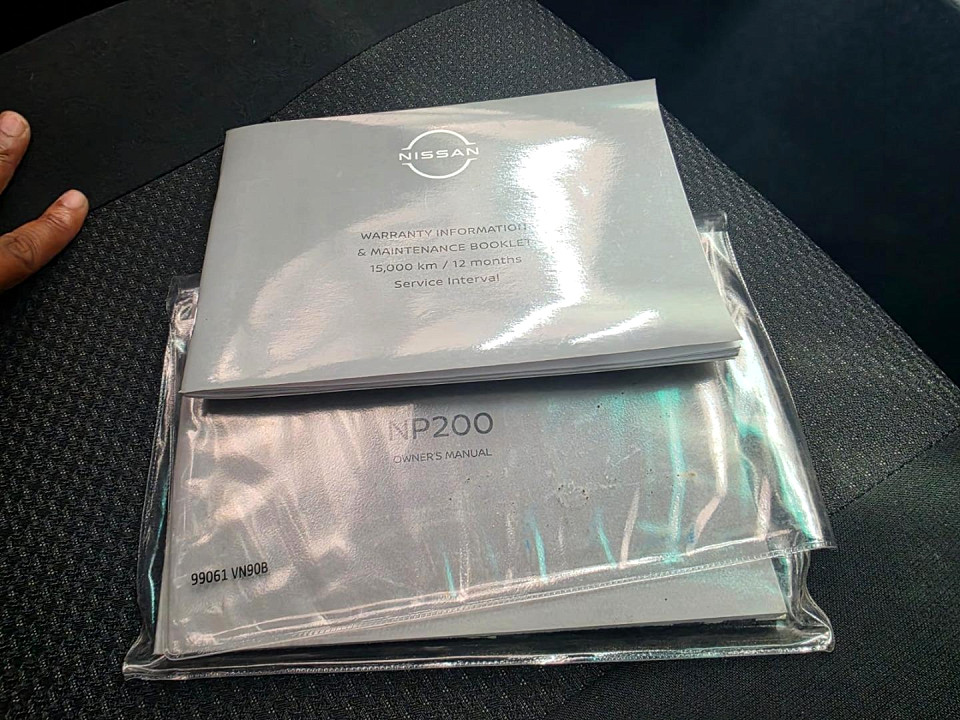 NISSAN
WARRANTY INFORMATION
& MAINTENANCE BOOKLET
15,000 km / 12 months
Service Interval
NP200
OWNER'S MANUAL
99061 VN90B